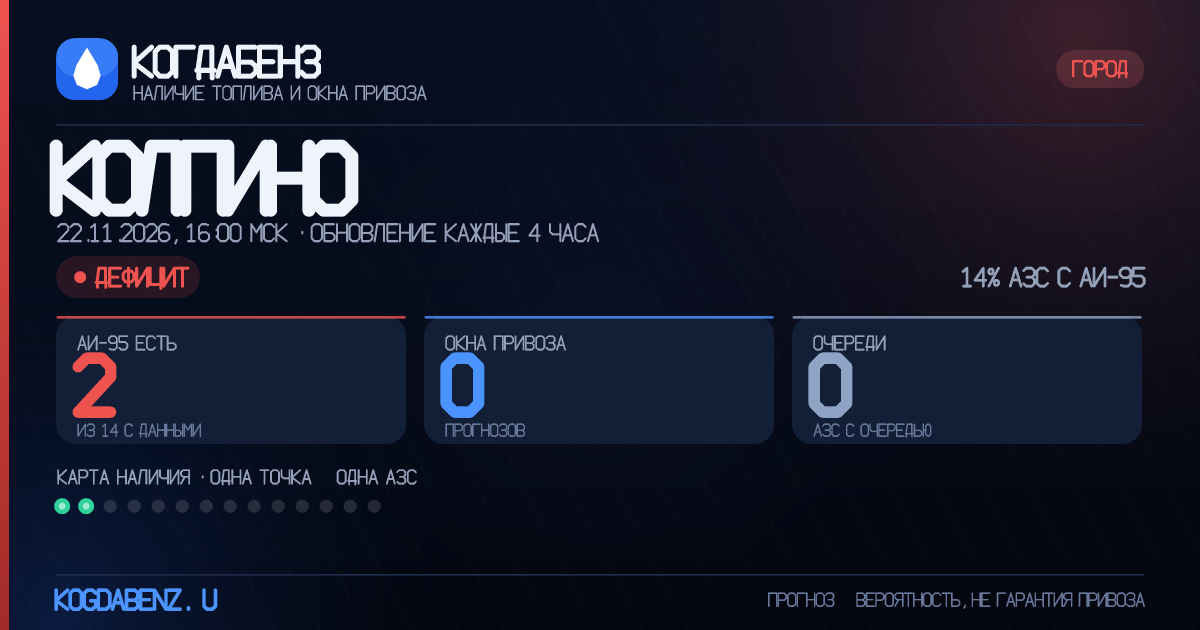 КОГДАБЕНЗ
НАЛИЧИЕ ТОПЛИВА И ОКНА ПРИВОЗА
ГОРОД
КОЛПИНО
22.11.2026, 16:00 МСК · ОБНОВЛЕНИЕ КАЖДЫЕ 4 ЧАСА
ДЕФИЦИТ
14% АЗС С АИ-95
АИ-95 ЕСТЬ
2
ИЗ 14 С ДАННЫМИ
ОКНА ПРИВОЗА
0
ПРОГНОЗОВ
ОЧЕРЕДИ
0
АЗС С ОЧЕРЕДЬЮ
КАРТА НАЛИЧИЯ · ОДНА ТОЧКА ОДНА АЗС
KOGDABENZ. U
ПРОГНОЗ ВЕРОЯТНОСТЬ, НЕ ГАРАНТИЯ ПРИВОЗА